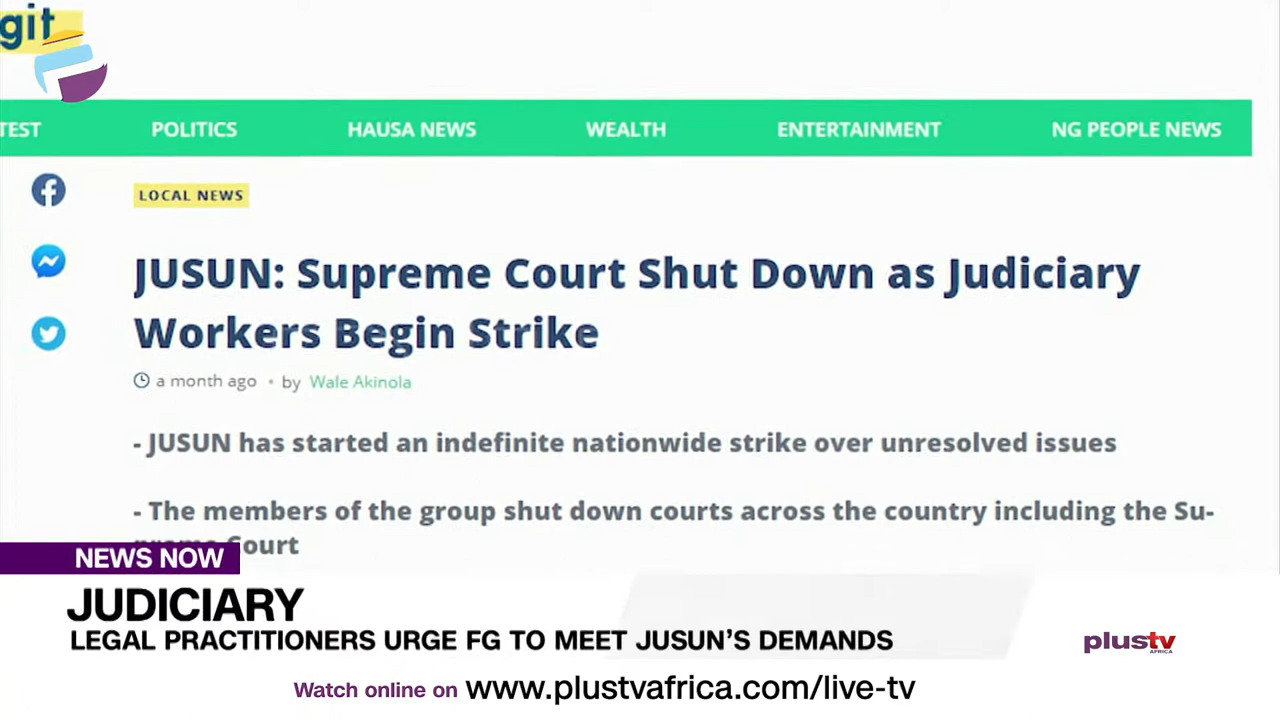 git
TEST POLITICS HAUSA NEWS WEALTH ENTERTAINMENT NG PEOPLE NEWS
LOCAL NEWS
JUSUN: Supreme Court Shut Down as Judiciary
Workers Begin Strike
a month ago • by Wale Akinola
- JUSUN has started an indefinite nationwide strike over unresolved issues
- The members of the group shut down courts across the country including the Su-
preme Court
NEWS NOW
JUDICIARY
LEGAL PRACTITIONERS URGE FG TO MEET JUSUN'S DEMANDS
plustv
AFRICA
Watch online on www.plustvafrica.com/live-tv